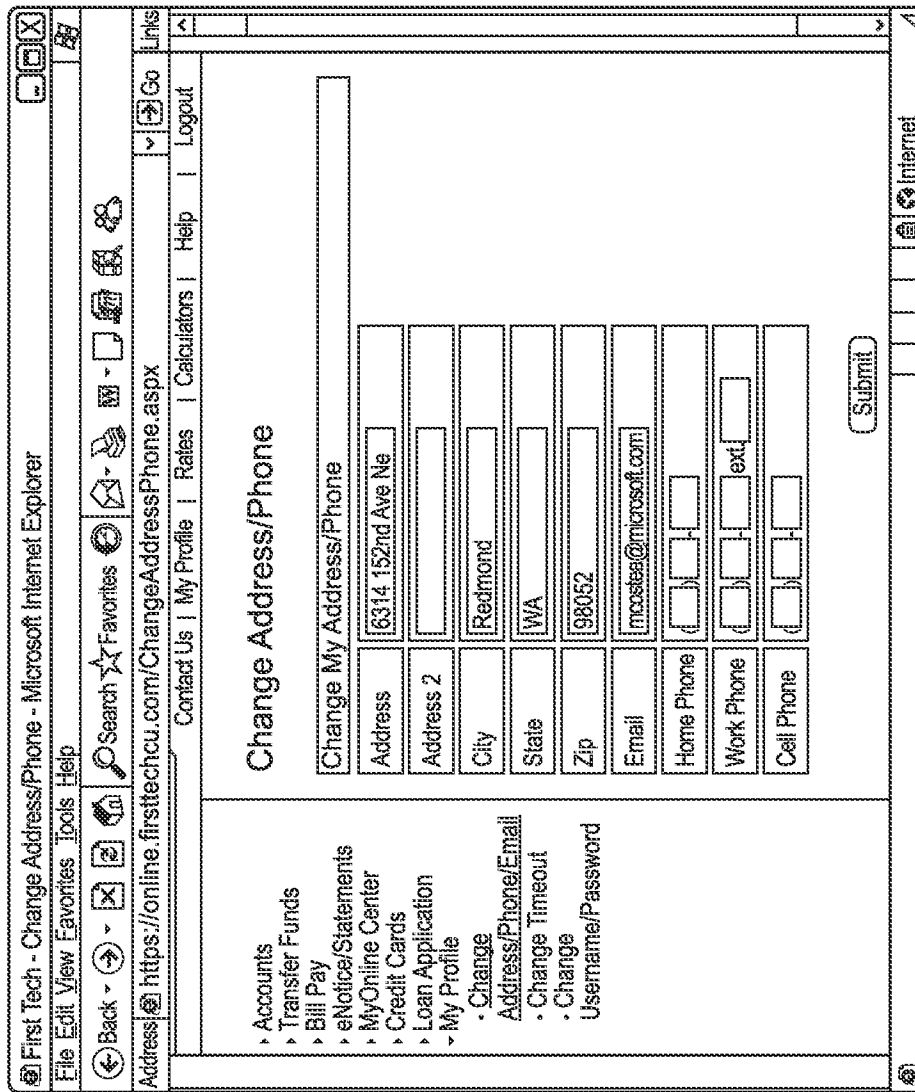 First Tech - Change Address/Phone - Microsoft Internet Explorer
File Edit View Favorites Tools Help
Back Search Favorites W
Address https://online.firsttechcu.com/ChangeAddressPhone.aspx Go Links
Contact Us | My Profile | Rates | Calculators | Help | Logout
Accounts
Transfer Funds
Bill Pay
eNotice/Statements
MyOnline Center
Credit Cards
Loan Application
My Profile
· Change
Address/Phone/Email
· Change Timeout
· Change
Username/Password
Change Address/Phone
Change My Address/Phone
Address 6314 152nd Ave Ne
Address 2
City Redmond
State WA
Zip 98052
Email mcostea@microsoft.com
Home Phone ( ) -
Work Phone ( ) - ext.
Cell Phone ( ) -
Submit
Internet